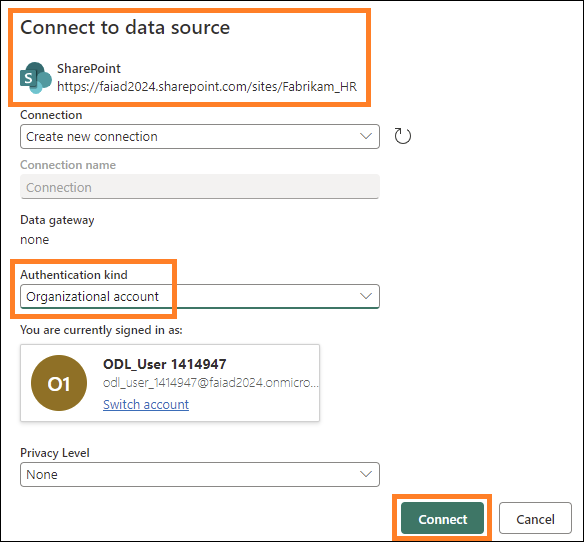 Connect to data source
S
SharePoint
https://faiad2024.sharepoint.com/sites/Fabrikam_HR
Connection
Create new connection
Connection name
Connection
Data gateway
none
Authentication kind
Organizational account
You are currently signed in as:
O1
ODL_User 1414947
odl_user_1414947@faiad2024.onmicro...
Switch account
Privacy Level
None
Connect
Cancel